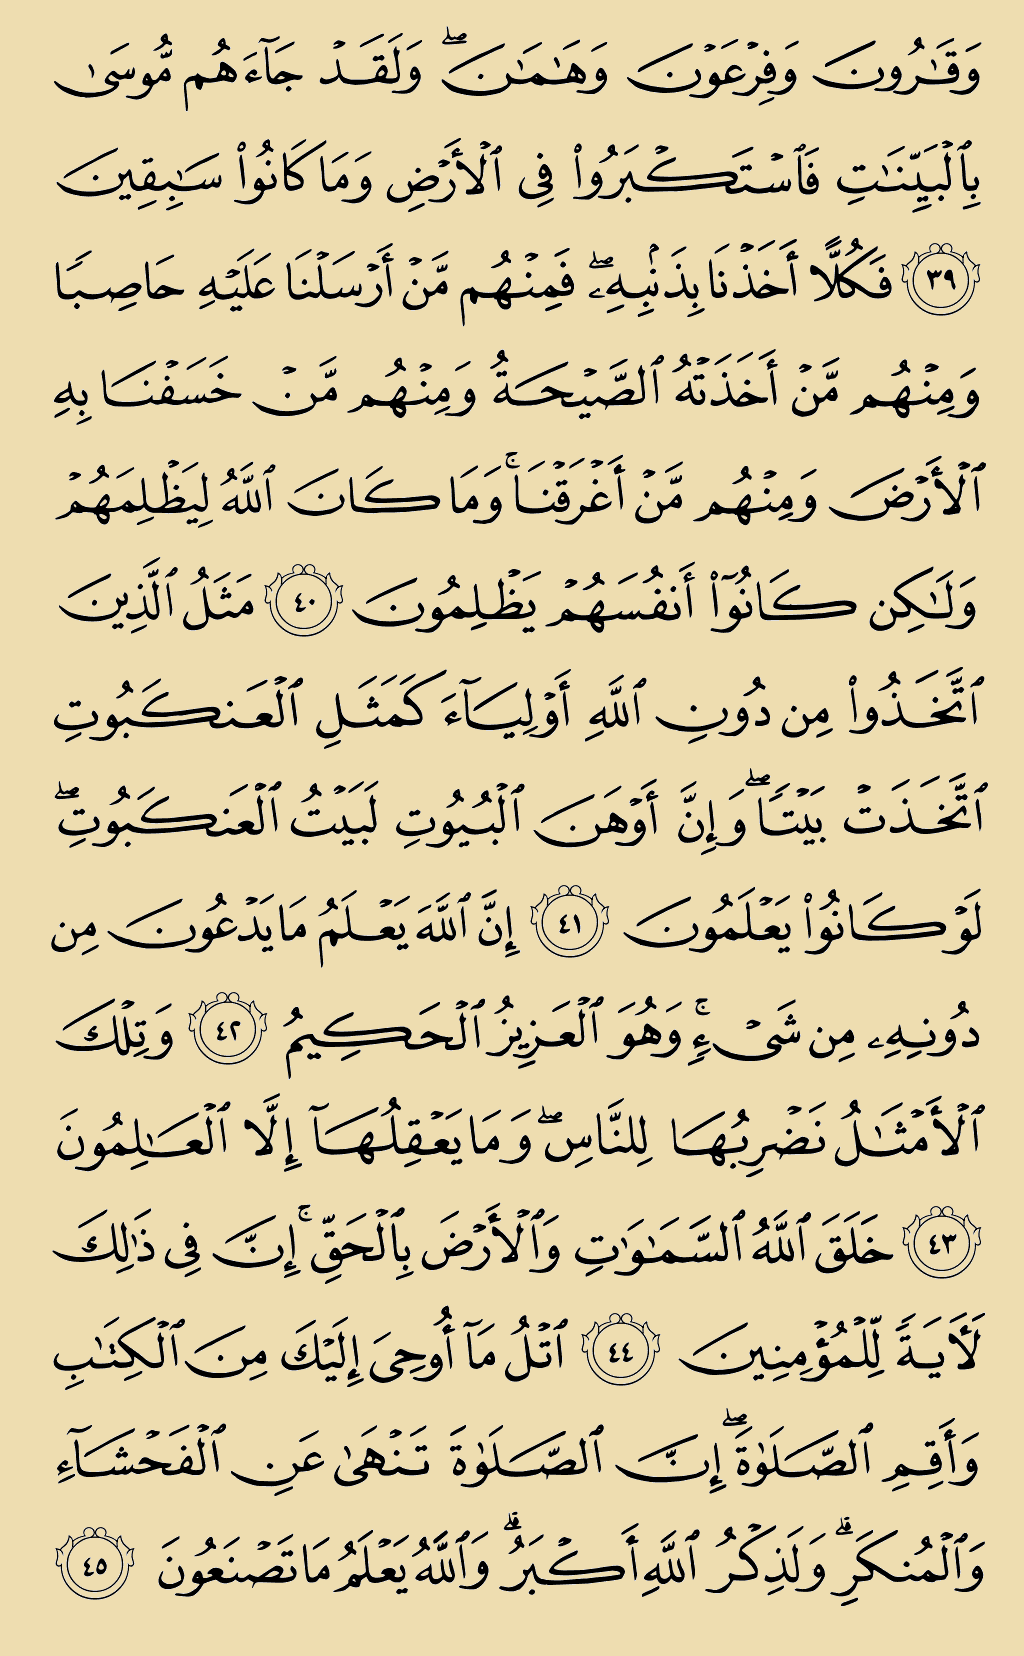 وَقَٰرُونَ وَفِرْعَوْنَ وَهَٰمَٰنَ ۖ وَلَقَدْ جَآءَهُم مُّوسَىٰ
بِٱلْبَيِّنَٰتِ فَٱسْتَكْبَرُوا۟ فِى ٱلْأَرْضِ وَمَا كَانُوا۟ سَٰبِقِينَ
٣٩ فَكُلًّا أَخَذْنَا بِذَنۢبِهِۦ ۖ فَمِنْهُم مَّنْ أَرْسَلْنَا عَلَيْهِ حَاصِبًا
وَمِنْهُم مَّنْ أَخَذَتْهُ ٱلصَّيْحَةُ وَمِنْهُم مَّنْ خَسَفْنَا بِهِ
ٱلْأَرْضَ وَمِنْهُم مَّنْ أَغْرَقْنَا ۚ وَمَا كَانَ ٱللَّهُ لِيَظْلِمَهُمْ
وَلَٰكِن كَانُوٓا۟ أَنفُسَهُمْ يَظْلِمُونَ ٤٠ مَثَلُ ٱلَّذِينَ
ٱتَّخَذُوا۟ مِن دُونِ ٱللَّهِ أَوْلِيَآءَ كَمَثَلِ ٱلْعَنكَبُوتِ
ٱتَّخَذَتْ بَيْتًا ۖ وَإِنَّ أَوْهَنَ ٱلْبُيُوتِ لَبَيْتُ ٱلْعَنكَبُوتِ ۖ
لَوْ كَانُوا۟ يَعْلَمُونَ ٤١ إِنَّ ٱللَّهَ يَعْلَمُ مَا يَدْعُونَ مِن
دُونِهِۦ مِن شَىْءٍ ۚ وَهُوَ ٱلْعَزِيزُ ٱلْحَكِيمُ ٤٢ وَتِلْكَ
ٱلْأَمْثَٰلُ نَضْرِبُهَا لِلنَّاسِ ۖ وَمَا يَعْقِلُهَآ إِلَّا ٱلْعَٰلِمُونَ
٤٣ خَلَقَ ٱللَّهُ ٱلسَّمَٰوَٰتِ وَٱلْأَرْضَ بِٱلْحَقِّ ۚ إِنَّ فِى ذَٰلِكَ
لَءَايَةً لِّلْمُؤْمِنِينَ ٤٤ ٱتْلُ مَآ أُوحِىَ إِلَيْكَ مِنَ ٱلْكِتَٰبِ
وَأَقِمِ ٱلصَّلَوٰةَ ۖ إِنَّ ٱلصَّلَوٰةَ تَنْهَىٰ عَنِ ٱلْفَحْشَآءِ
وَٱلْمُنكَرِ ۗ وَلَذِكْرُ ٱللَّهِ أَكْبَرُ ۗ وَٱللَّهُ يَعْلَمُ مَا تَصْنَعُونَ ٤٥